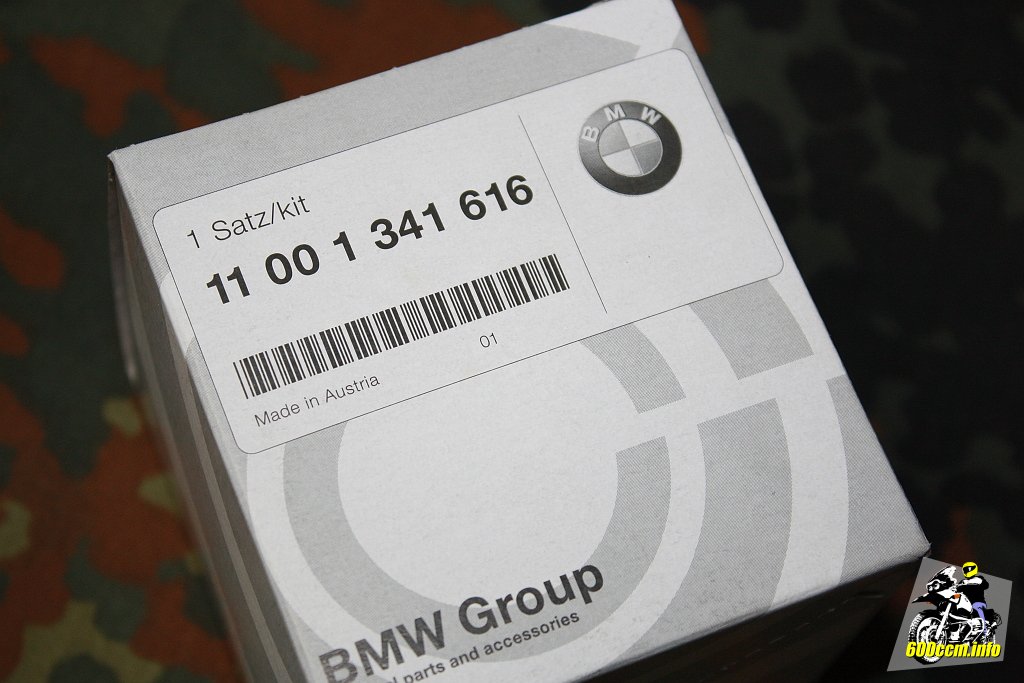 BMW
1 Satz/kit
11 00 1 341 616
01
Made in Austria
BMW Group
parts and accessories
600ccm.info